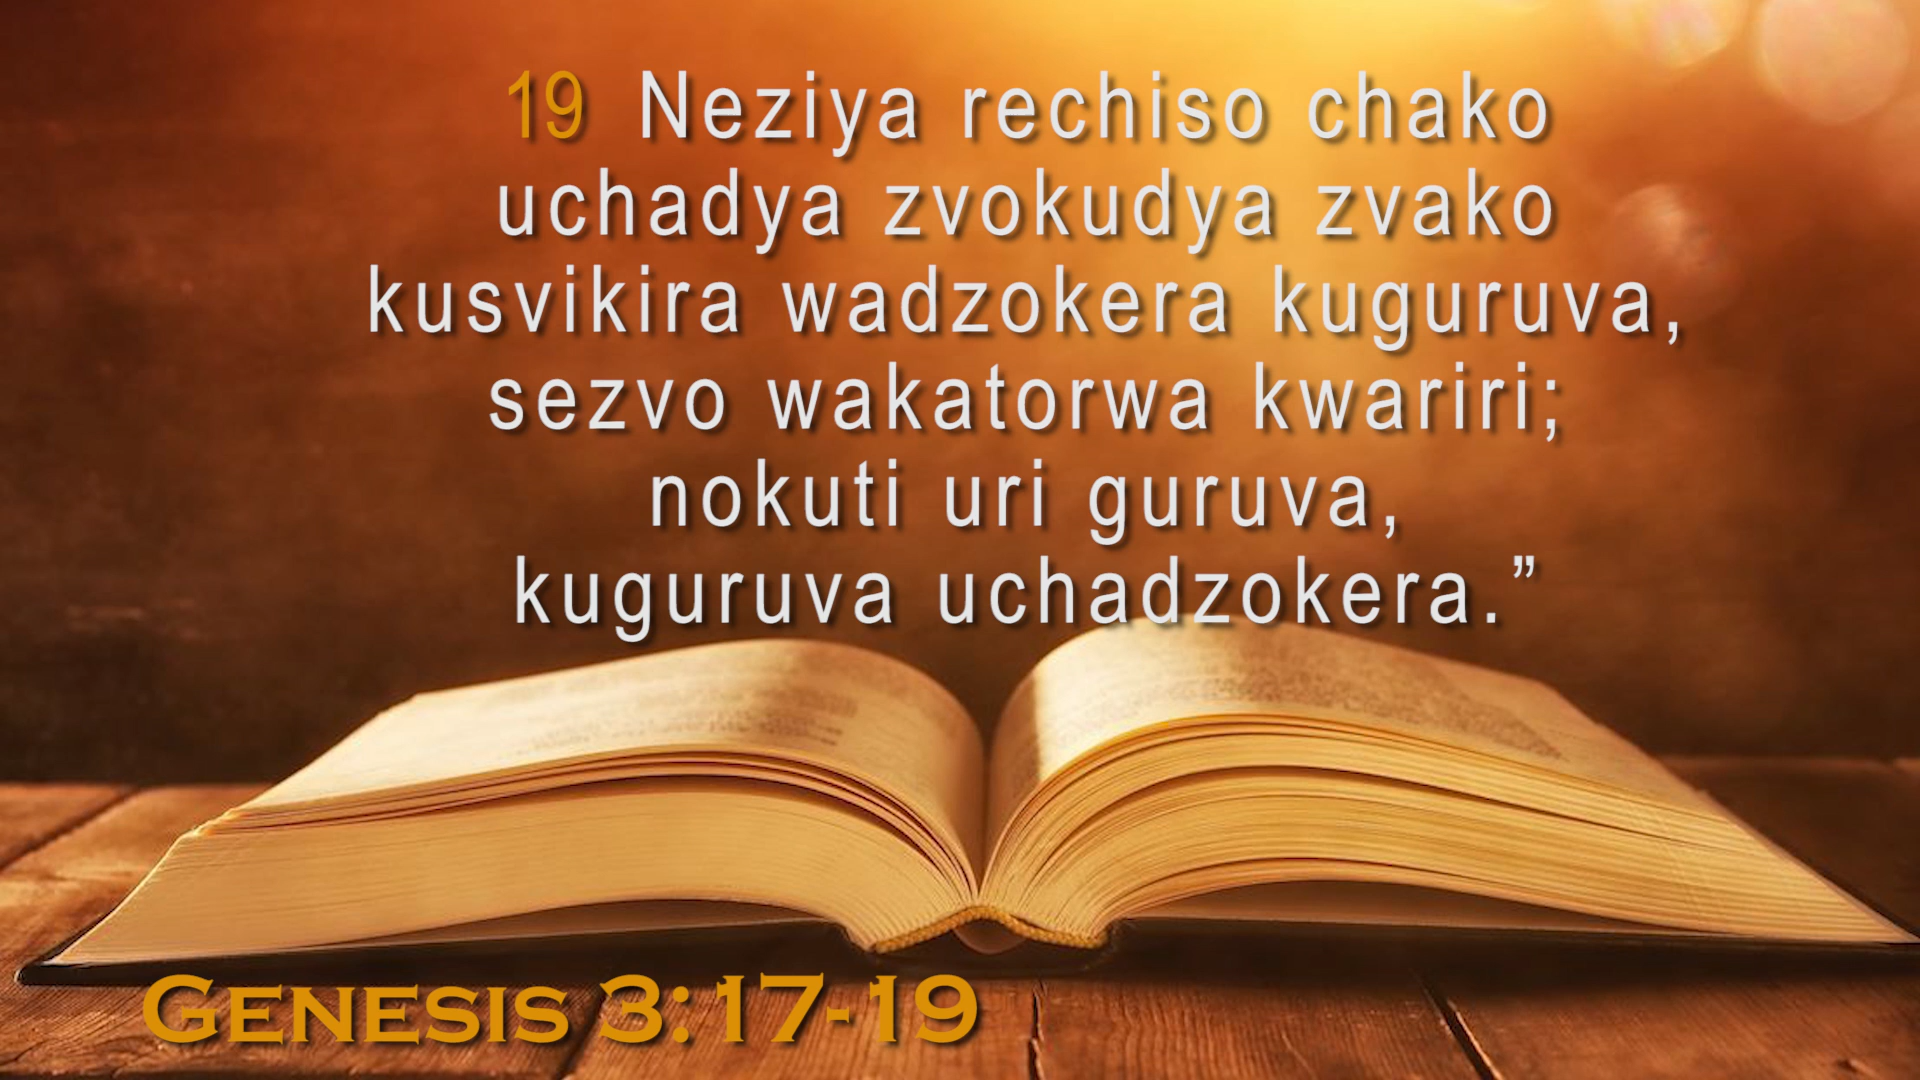 19 Neziya rechiso chako
uchadya zvokudya zvako
kusvikira wadzokera kuguruva,
sezvo wakatorwa kwariri;
nokuti uri guruva,
kuguruva uchadzokera.”
Genesis 3:17-19